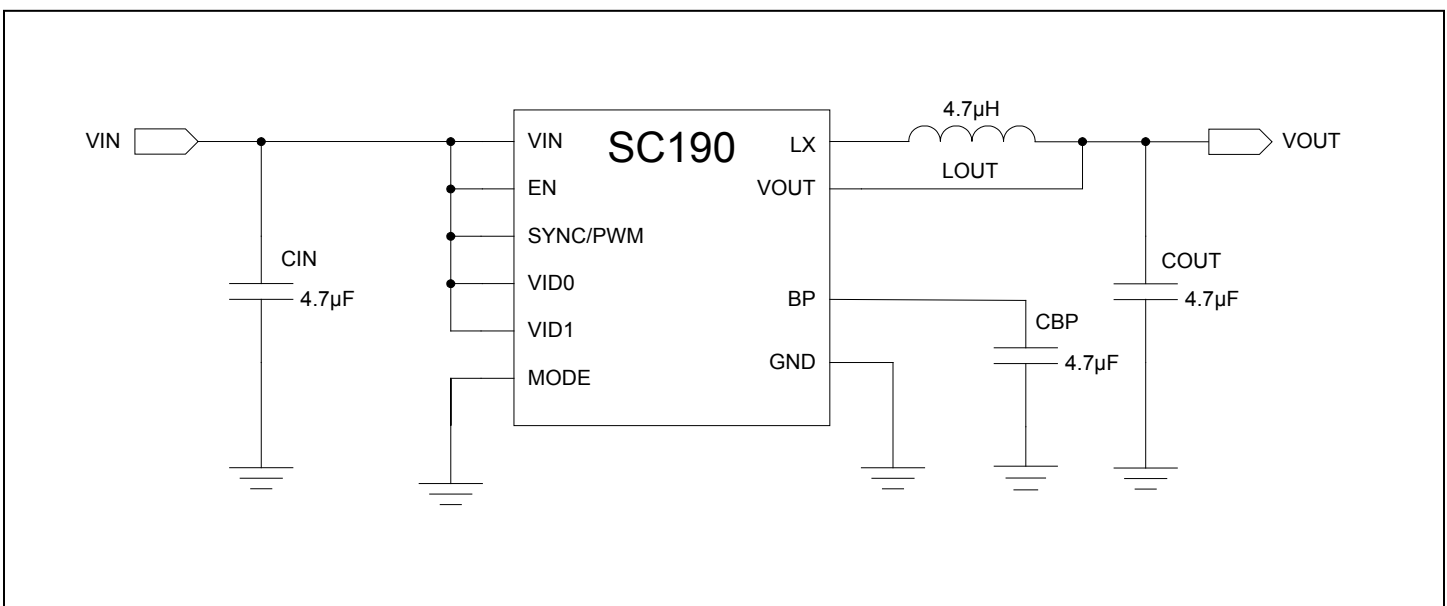 VIN
CIN
4.7µF
SC190
VIN
EN
SYNC/PWM
VID0
VID1
MODE
LX
VOUT
BP
GND
4.7µH
LOUT
CBP
4.7µF
COUT
4.7µF
VOUT